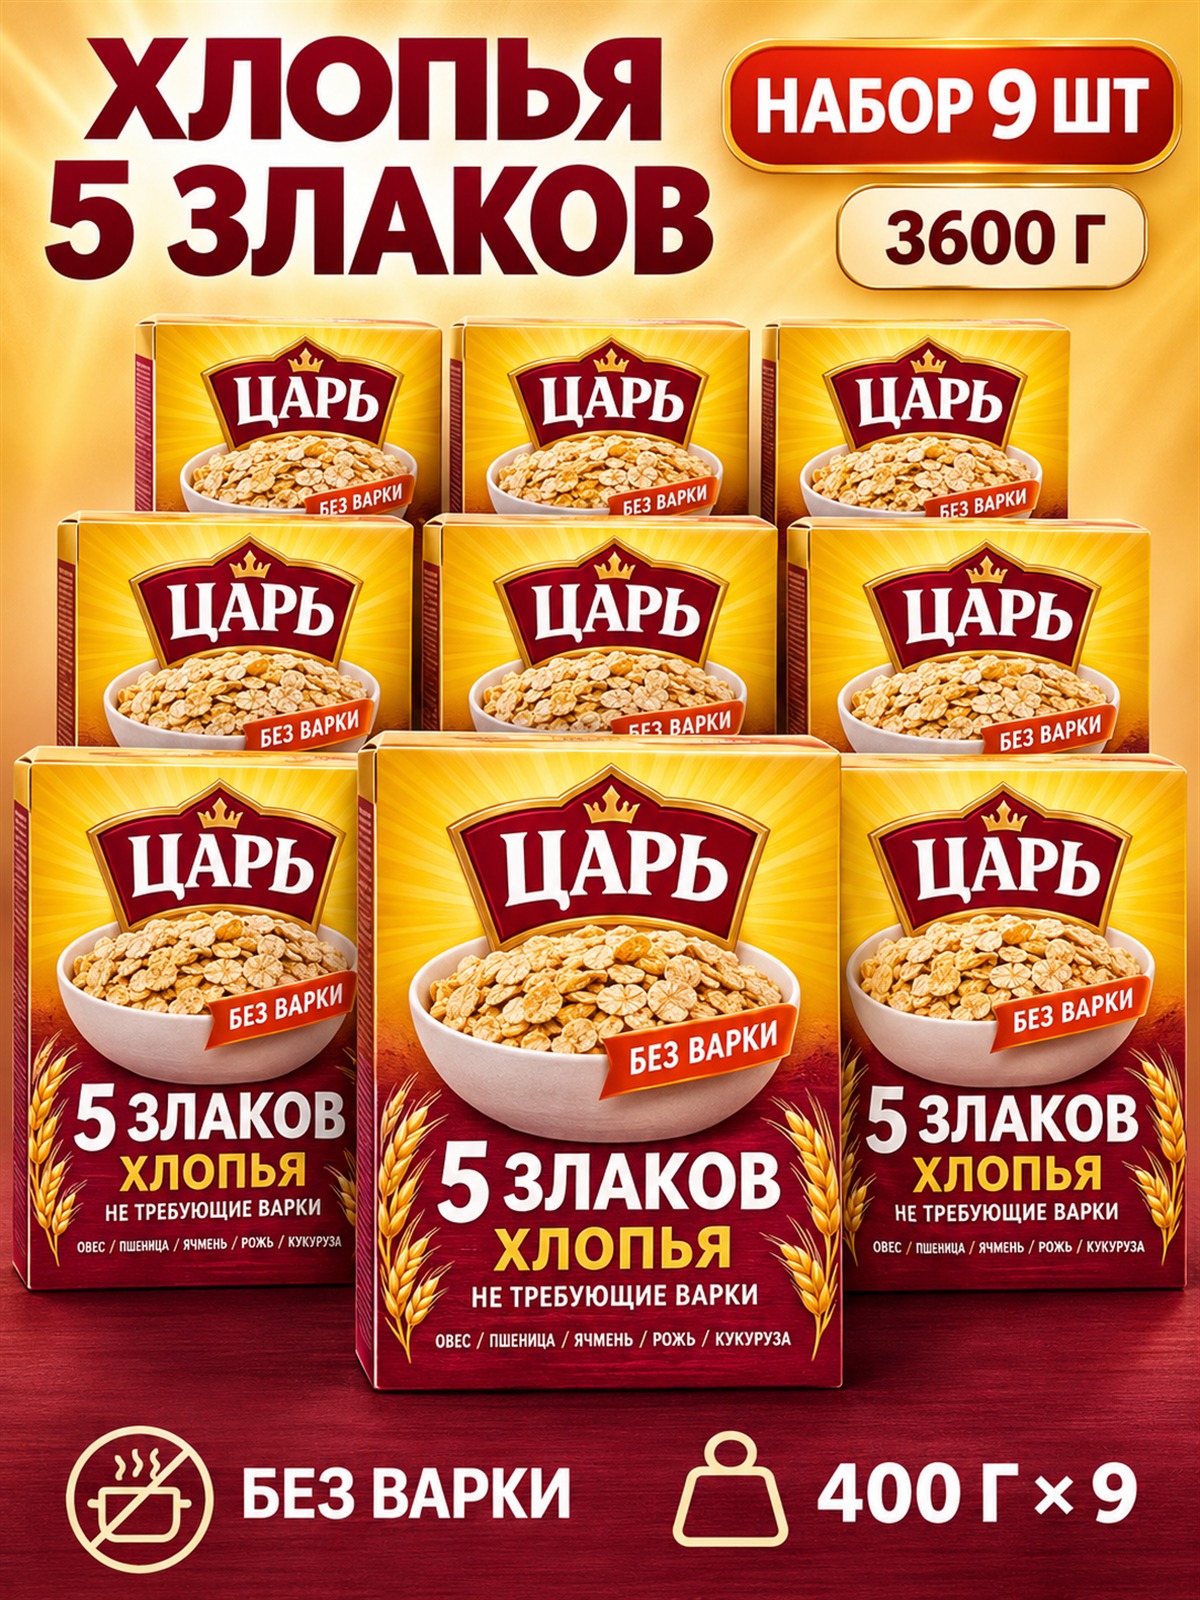 ХЛОПЬЯ
5 ЗЛАКОВ
НАБОР 9 ШТ
3600 Г
ЦАРЬ
БЕЗ ВАРКИ
ЦАРЬ
БЕЗ ВАРКИ
ЦАРЬ
БЕЗ ВАРКИ
ЦАРЬ
БЕЗ ВАРКИ
ЦАРЬ
БЕЗ ВАРКИ
ЦАРЬ
БЕЗ ВАРКИ
ЦАРЬ
БЕЗ ВАРКИ
5 ЗЛАКОВ
ХЛОПЬЯ
НЕ ТРЕБУЮЩИЕ ВАРКИ
ОВЕС / ПШЕНИЦА / ЯЧМЕНЬ / РОЖЬ / КУКУРУЗА
ЦАРЬ
БЕЗ ВАРКИ
5 ЗЛАКОВ
ХЛОПЬЯ
НЕ ТРЕБУЮЩИЕ ВАРКИ
ОВЕС / ПШЕНИЦА / ЯЧМЕНЬ / РОЖЬ / КУКУРУЗА
ЦАРЬ
БЕЗ ВАРКИ
5 ЗЛАКОВ
ХЛОПЬЯ
НЕ ТРЕБУЮЩИЕ ВАРКИ
ОВЕС / ПШЕНИЦА / ЯЧМЕНЬ / РОЖЬ / КУКУРУЗА
БЕЗ ВАРКИ
400 Г × 9